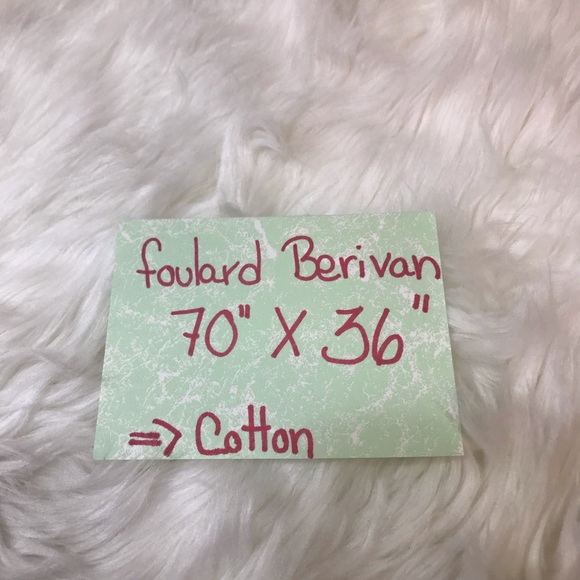 foulard Berivan
70" X 36"
=> Cotton